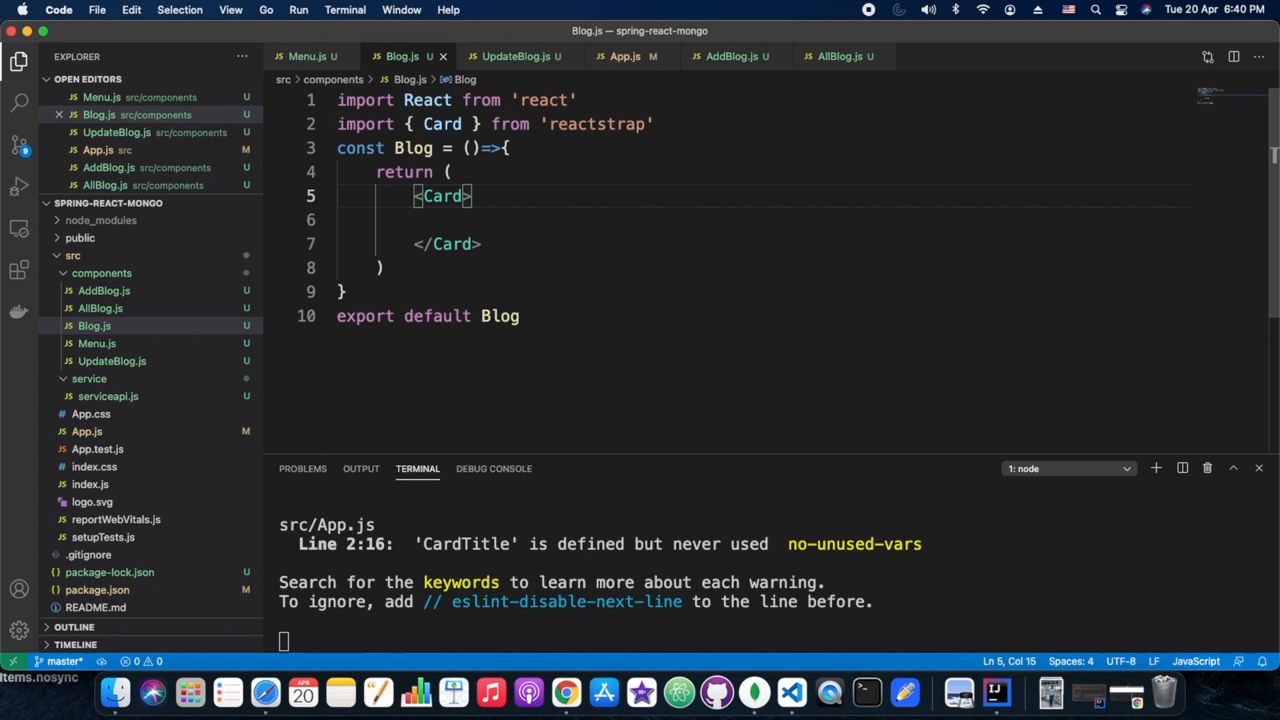 Code File Edit Selection View Go Run Terminal Window Help Tue 20 Apr 6:40 PM
Blog.js — spring-react-mongo
EXPLORER
Menu.js U Blog.js U UpdateBlog.js U App.js M AddBlog.js U AllBlog.js U
OPEN EDITORS
src › components › Blog.js › Blog
Menu.js src/components U
Blog.js src/components U
UpdateBlog.js src/components U
App.js src M
AddBlog.js src/components U
AllBlog.js src/components U
SPRING-REACT-MONGO
node_modules
public
src
components
AddBlog.js U
AllBlog.js U
Blog.js U
Menu.js U
UpdateBlog.js U
service
serviceapi.js U
App.css
App.js M
App.test.js
index.css
index.js
logo.svg
reportWebVitals.js
setupTests.js
.gitignore
package-lock.json
package.json M
README.md
OUTLINE
TIMELINE
1 import React from 'react'
2 import { Card } from 'reactstrap'
3 const Blog = ()=>{
4 return (
5 <Card>
6
7 </Card>
8 )
9 }
10 export default Blog
PROBLEMS OUTPUT TERMINAL DEBUG CONSOLE 1: node
src/App.js
Line 2:16: 'CardTitle' is defined but never used no-unused-vars
Search for the keywords to learn more about each warning.
To ignore, add // eslint-disable-next-line to the line before.
master* 0 0 Ln 5, Col 15 Spaces: 4 UTF-8 LF JavaScript
Items.nosync
APR
20